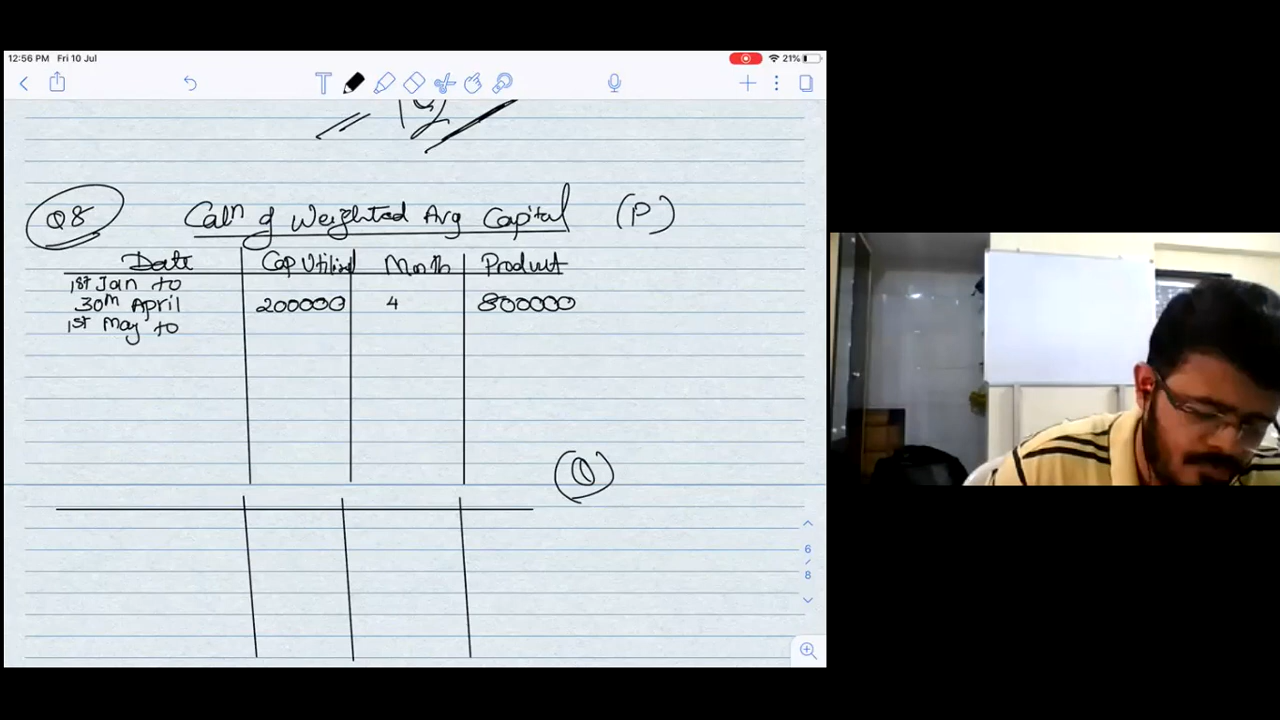 12:56 PM Fri 10 Jul
21%
T
Q8 Calⁿ of Weighted Avg Capital (P)
Date Cap Utilised Month Product
1st Jan to
30th April 200000 4 800000
1st May to
(Q)
6
/
8